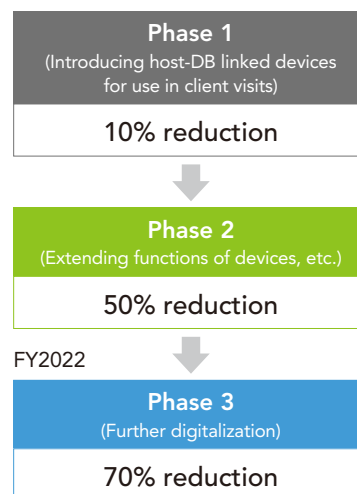 Phase 1
(Introducing host-DB linked devices
for use in client visits)
10% reduction
Phase 2
(Extending functions of devices, etc.)
50% reduction
FY2022
Phase 3
(Further digitalization)
70% reduction